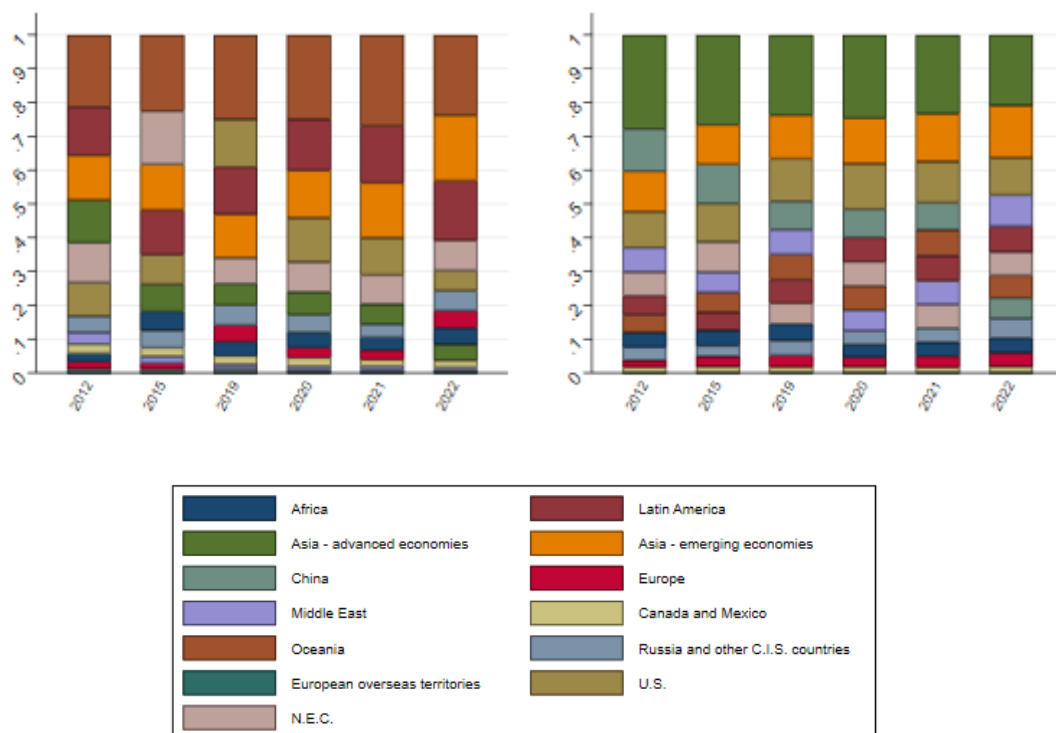 1
.9
.8
.7
.6
.5
.4
.3
.2
.1
0
2012 2015 2019 2020 2021 2022
1
.9
.8
.7
.6
.5
.4
.3
.2
.1
0
2012 2015 2019 2020 2021 2022
Africa Latin America
Asia - advanced economies Asia - emerging economies
China Europe
Middle East Canada and Mexico
Oceania Russia and other C.I.S. countries
European overseas territories U.S.
N.E.C.